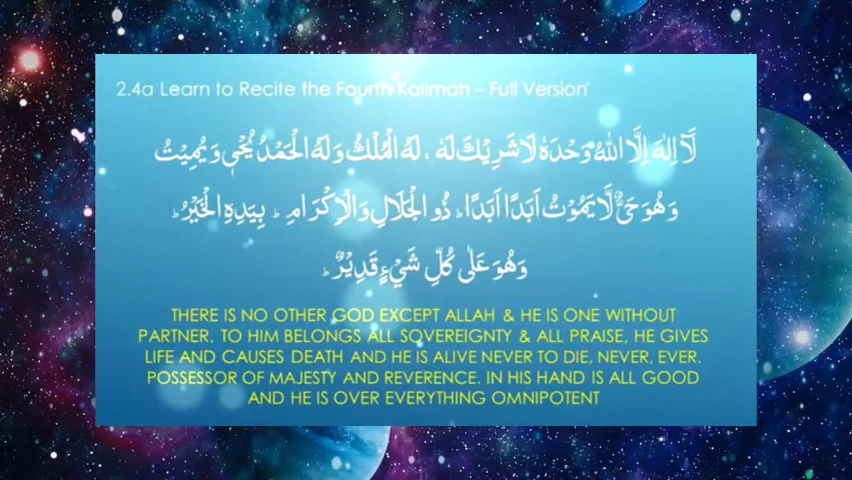 2.4a Learn to Recite the Fourth Kalimah – Full Version
لَآ اِلٰهَ اِلَّا اللّٰهُ وَحْدَهٗ لَا شَرِيْكَ لَهٗ ، لَهُ الْمُلْكُ وَلَهُ الْحَمْدُ يُحْيٖ وَ يُمِيْتُ
وَ هُوَ حَیٌّ لَّا يَمُوْتُ اَبَدًا اَبَدًا ؕ ذُو الْجَلَالِ وَالْاِكْرَامِ ؕ بِيَدِهِ الْخَيْرُ ؕ
وَ هُوَ عَلٰى كُلِّ شَیْءٍ قَدِيْرٌ ؕ
THERE IS NO OTHER GOD EXCEPT ALLAH & HE IS ONE WITHOUT
PARTNER. TO HIM BELONGS ALL SOVEREIGNTY & ALL PRAISE, HE GIVES
LIFE AND CAUSES DEATH AND HE IS ALIVE NEVER TO DIE, NEVER, EVER.
POSSESSOR OF MAJESTY AND REVERENCE. IN HIS HAND IS ALL GOOD
AND HE IS OVER EVERYTHING OMNIPOTENT